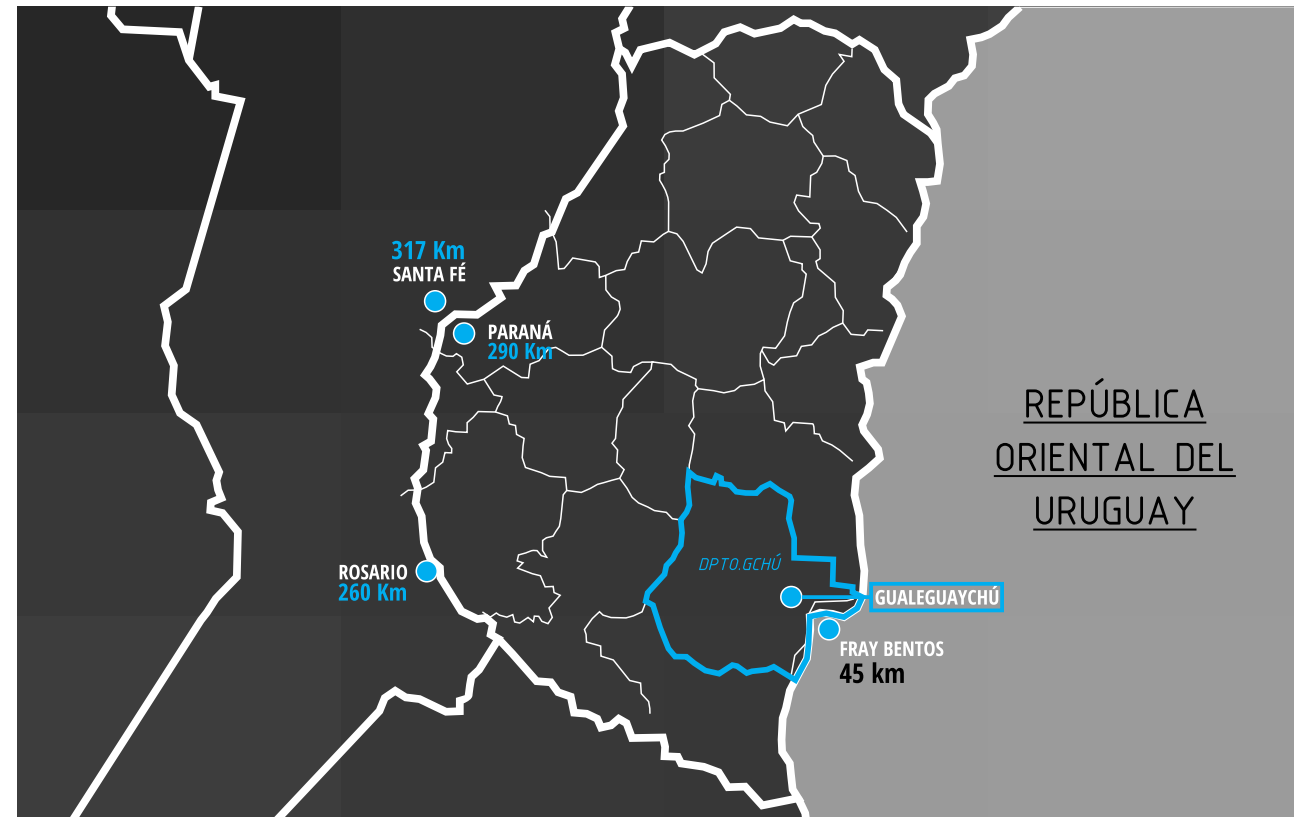 317 Km
SANTA FÉ
PARANÁ
290 Km
REPÚBLICA
ORIENTAL DEL
URUGUAY
DPTO.GCHÚ
ROSARIO
260 Km
GUALEGUAYCHÚ
FRAY BENTOS
45 km